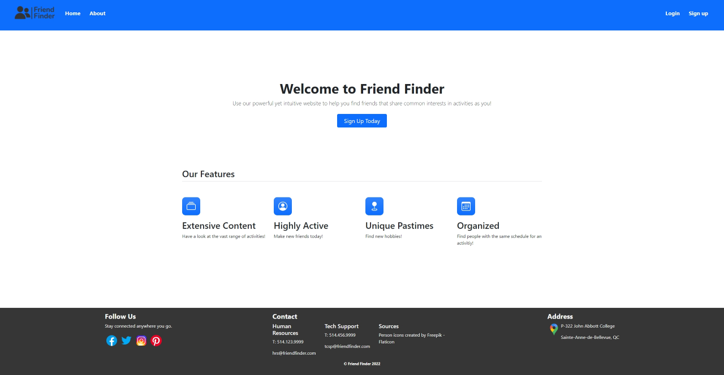 Friend
Finder
Home
About
Login
Sign up
Welcome to Friend Finder
Use our powerful yet intuitive website to help you find friends that share common interests in activities as you!
Sign Up Today
Our Features
Extensive Content
Have a look at the vast range of activities!
Highly Active
Make new friends today!
Unique Pastimes
Find new hobbies!
Organized
Find people with the same schedule for an
activity!
Follow Us
Stay connected anywhere you go.
Contact
Human
Resources
T: 514.123.9999
hre@friendfinder.com
Tech Support
T: 514.456.9999
tsup@friendfinder.com
Sources
Person icons created by Freepik -
Flaticon
Address
P-322 John Abbott College
Sainte-Anne-de-Bellevue, QC
© Friend Finder 2022